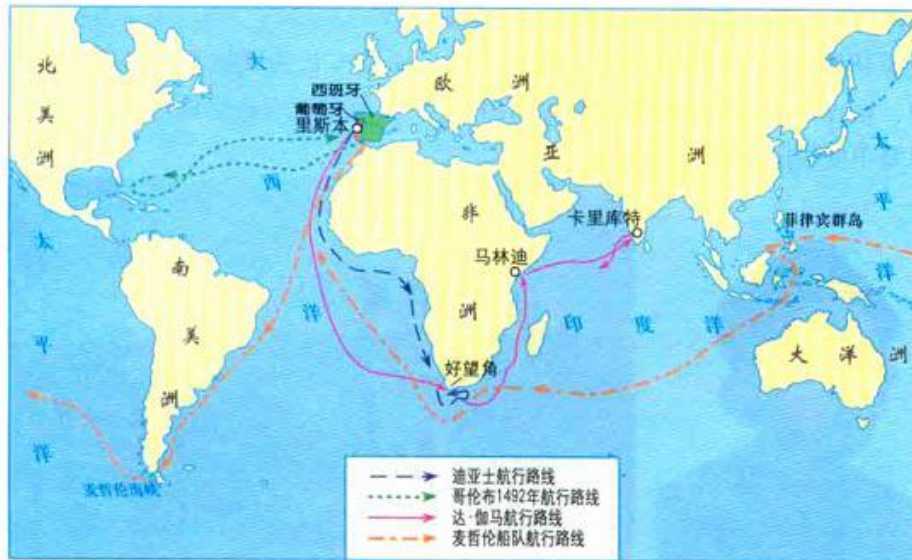 北美洲
大西洋
西班牙
葡萄牙
里斯本
欧洲
亚洲
太平洋
非洲
卡里库特
菲律宾群岛
马林迪
太平洋
南美洲
印度洋
大洋洲
好望角
麦哲伦海峡
迪亚士航行路线
哥伦布1492年航行路线
达·伽马航行路线
麦哲伦船队航行路线